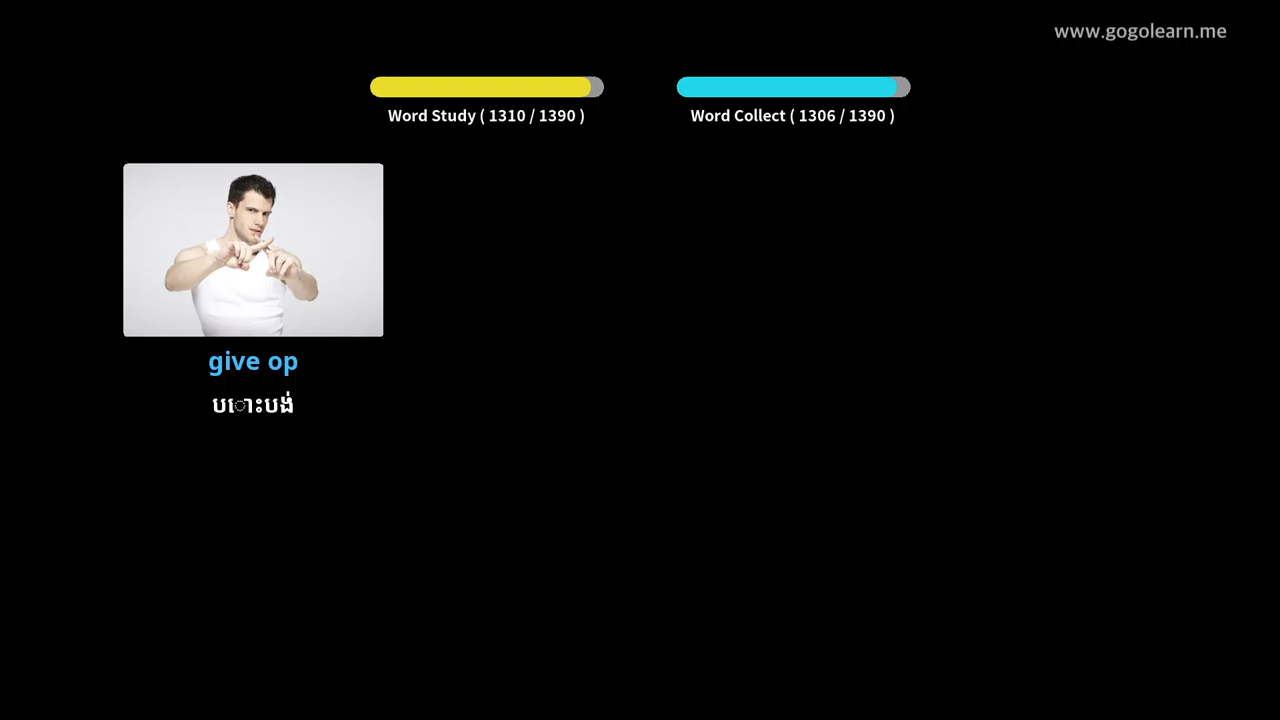 www.gogolearn.me
Word Study ( 1310 / 1390 )
Word Collect ( 1306 / 1390 )
give op
បោះបង់